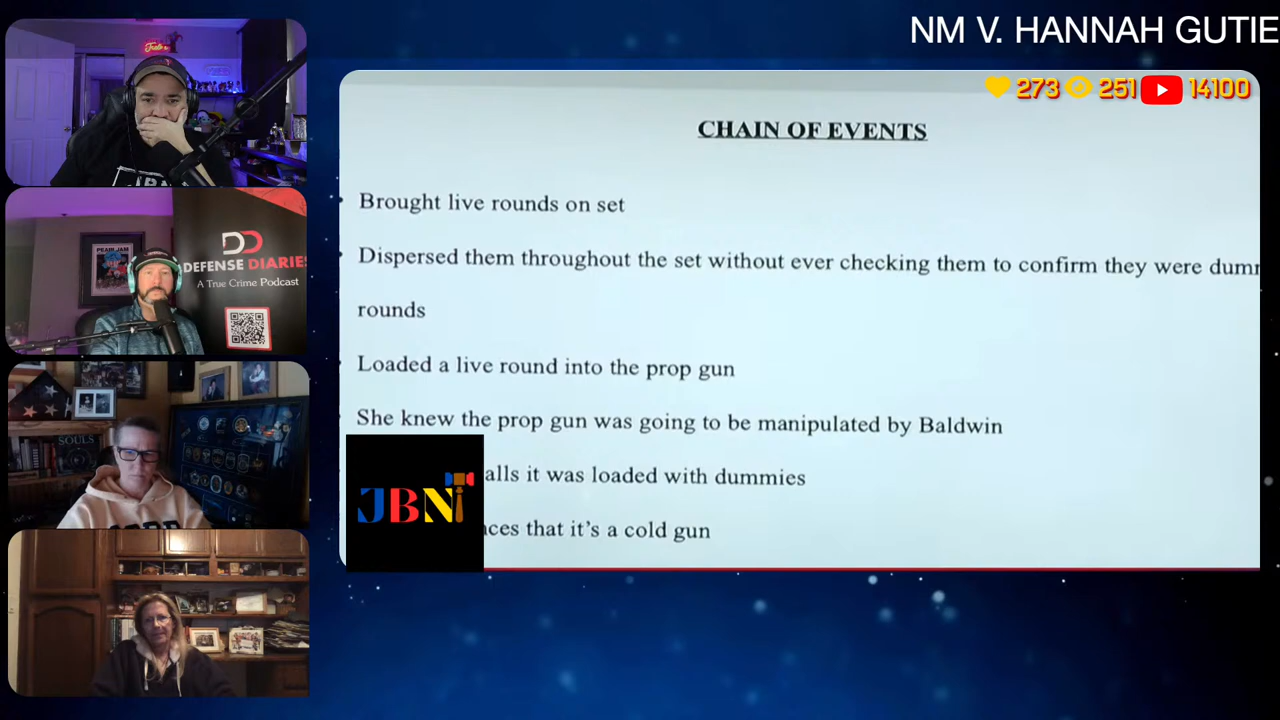 NM V. HANNAH GUTIE
273 251 14100
CHAIN OF EVENTS
Brought live rounds on set
Dispersed them throughout the set without ever checking them to confirm they were
rounds
Loaded a live round into the prop gun
She knew the prop gun was going to be manipulated by Baldwin
it was loaded with dummies
that it's a cold gun
JBN
DD
DEFENSE DIARIES
A True Crime Podcast
PEARL JAM
SOULS